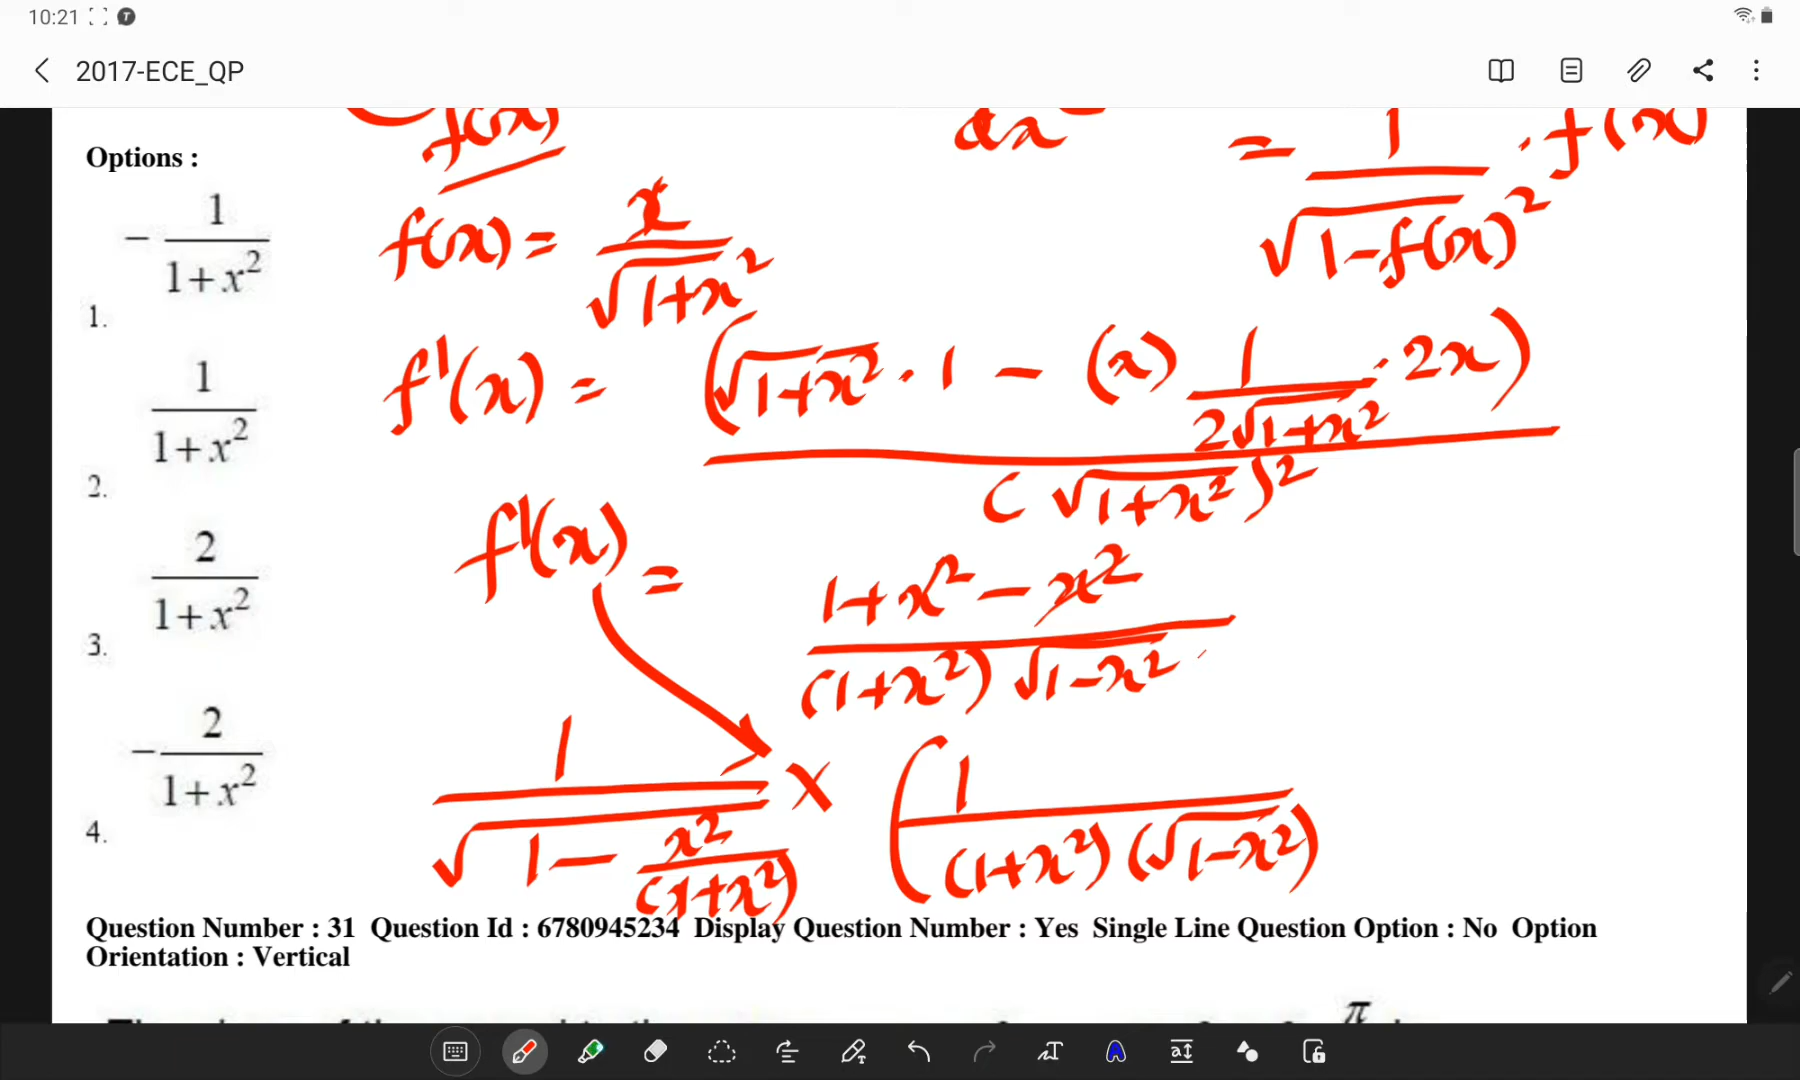 10:21
2017-ECE_QP
f(x)
dx
= 1 / √1-f(x)² · f'(x)
Options :
1. - 1 / 1+x²
f(x) = x / √1+x²
2. 1 / 1+x²
f'(x) = (√1+x² · 1 - (x) 1 / 2√1+x² · 2x) / (√1+x²)²
3. 2 / 1+x²
f'(x) = 1+x²-x² / (1+x²) √1-x²
4. - 2 / 1+x²
1 / √1 - x² / (1+x²) × (1 / (1+x²) (√1-x²)
Question Number : 31 Question Id : 6780945234 Display Question Number : Yes Single Line Question Option : No Option
Orientation : Vertical
π